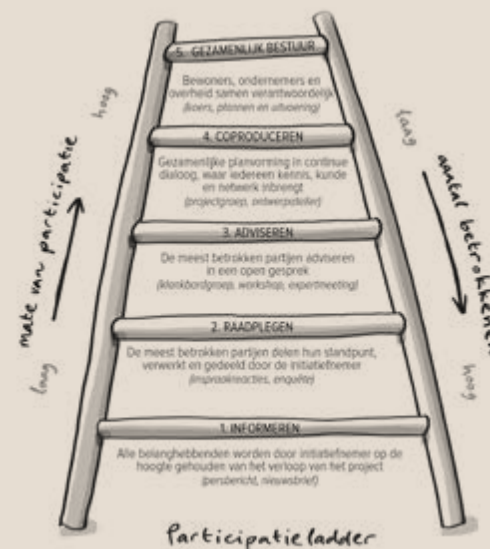 5. GEZAMENLIJK BESTUUR
Bewoners, ondernemers en
overheid samen verantwoordelijk
(koers, plannen en uitvoering)
4. COPRODUCEREN
Gezamenlijke planvorming in continue
dialoog, waar iedereen kennis, kunde
en netwerk inbrengt
(projectgroep, ontwerpatelier)
3. ADVISEREN
De meest betrokken partijen adviseren
in een open gesprek
(klankbordgroep, workshop, expertmeeting)
2. RAADPLEGEN
De meest betrokken partijen delen hun standpunt,
verwerkt en gedeeld door de initiatiefnemer
(inspraakreacties, enquête)
1. INFORMEREN
Alle belanghebbenden worden door initiatiefnemer op de
hoogte gehouden van het verloop van het project
(persbericht, nieuwsbrief)
hoog
mate van participatie
laag
laag
aantal betrokkenen
hoog
Participatieladder